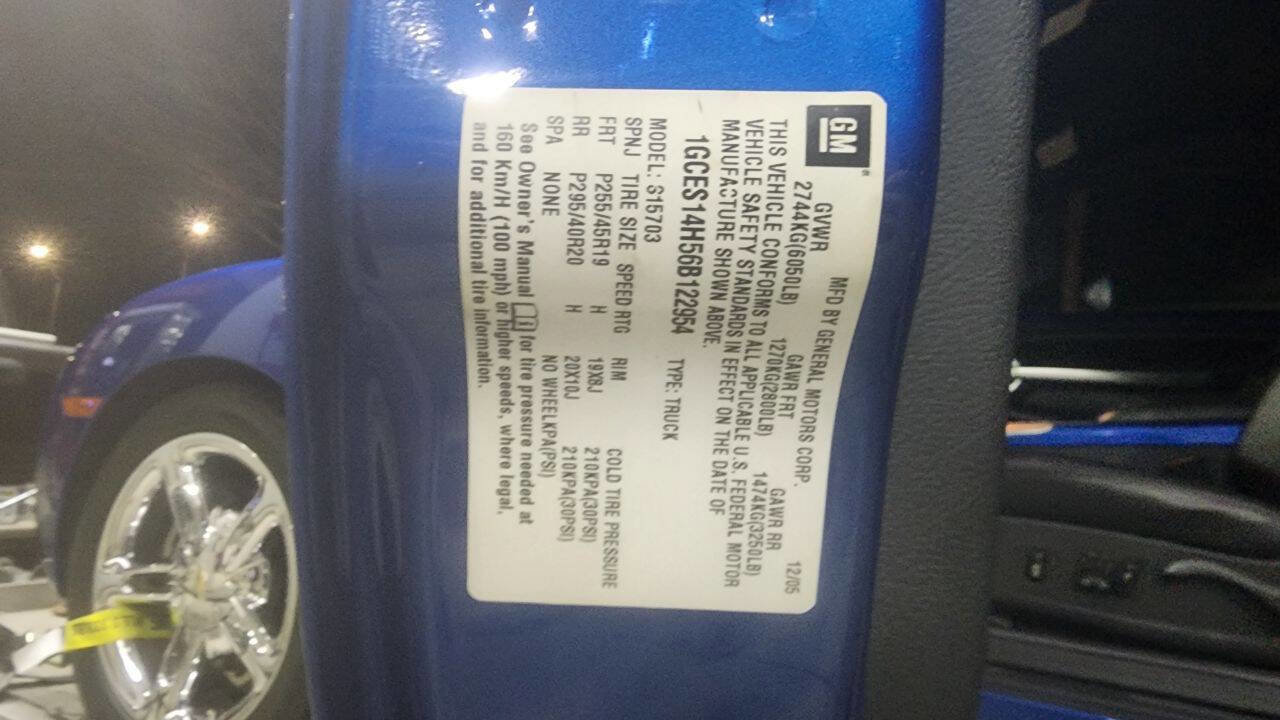 GM
MFD BY GENERAL MOTORS CORP. 12/05
GVWR GAWR FRT GAWR RR
2744KG(6050LB) 1270KG(2800LB) 1474KG(3250LB)
THIS VEHICLE CONFORMS TO ALL APPLICABLE U.S. FEDERAL MOTOR
VEHICLE SAFETY STANDARDS IN EFFECT ON THE DATE OF
MANUFACTURE SHOWN ABOVE.
1GCES14H56B122954 TYPE: TRUCK
MODEL: S15703
SPNJ TIRE SIZE SPEED RTG RIM COLD TIRE PRESSURE
FRT P255/45R19 H 19X8J 210KPA(30PSI)
RR P295/40R20 H 20X10J 210KPA(30PSI)
SPA NONE NO WHEELKPA(PSI)
See Owner's Manual for tire pressure needed at
160 Km/H (100 mph) or higher speeds, where legal,
and for additional tire information.